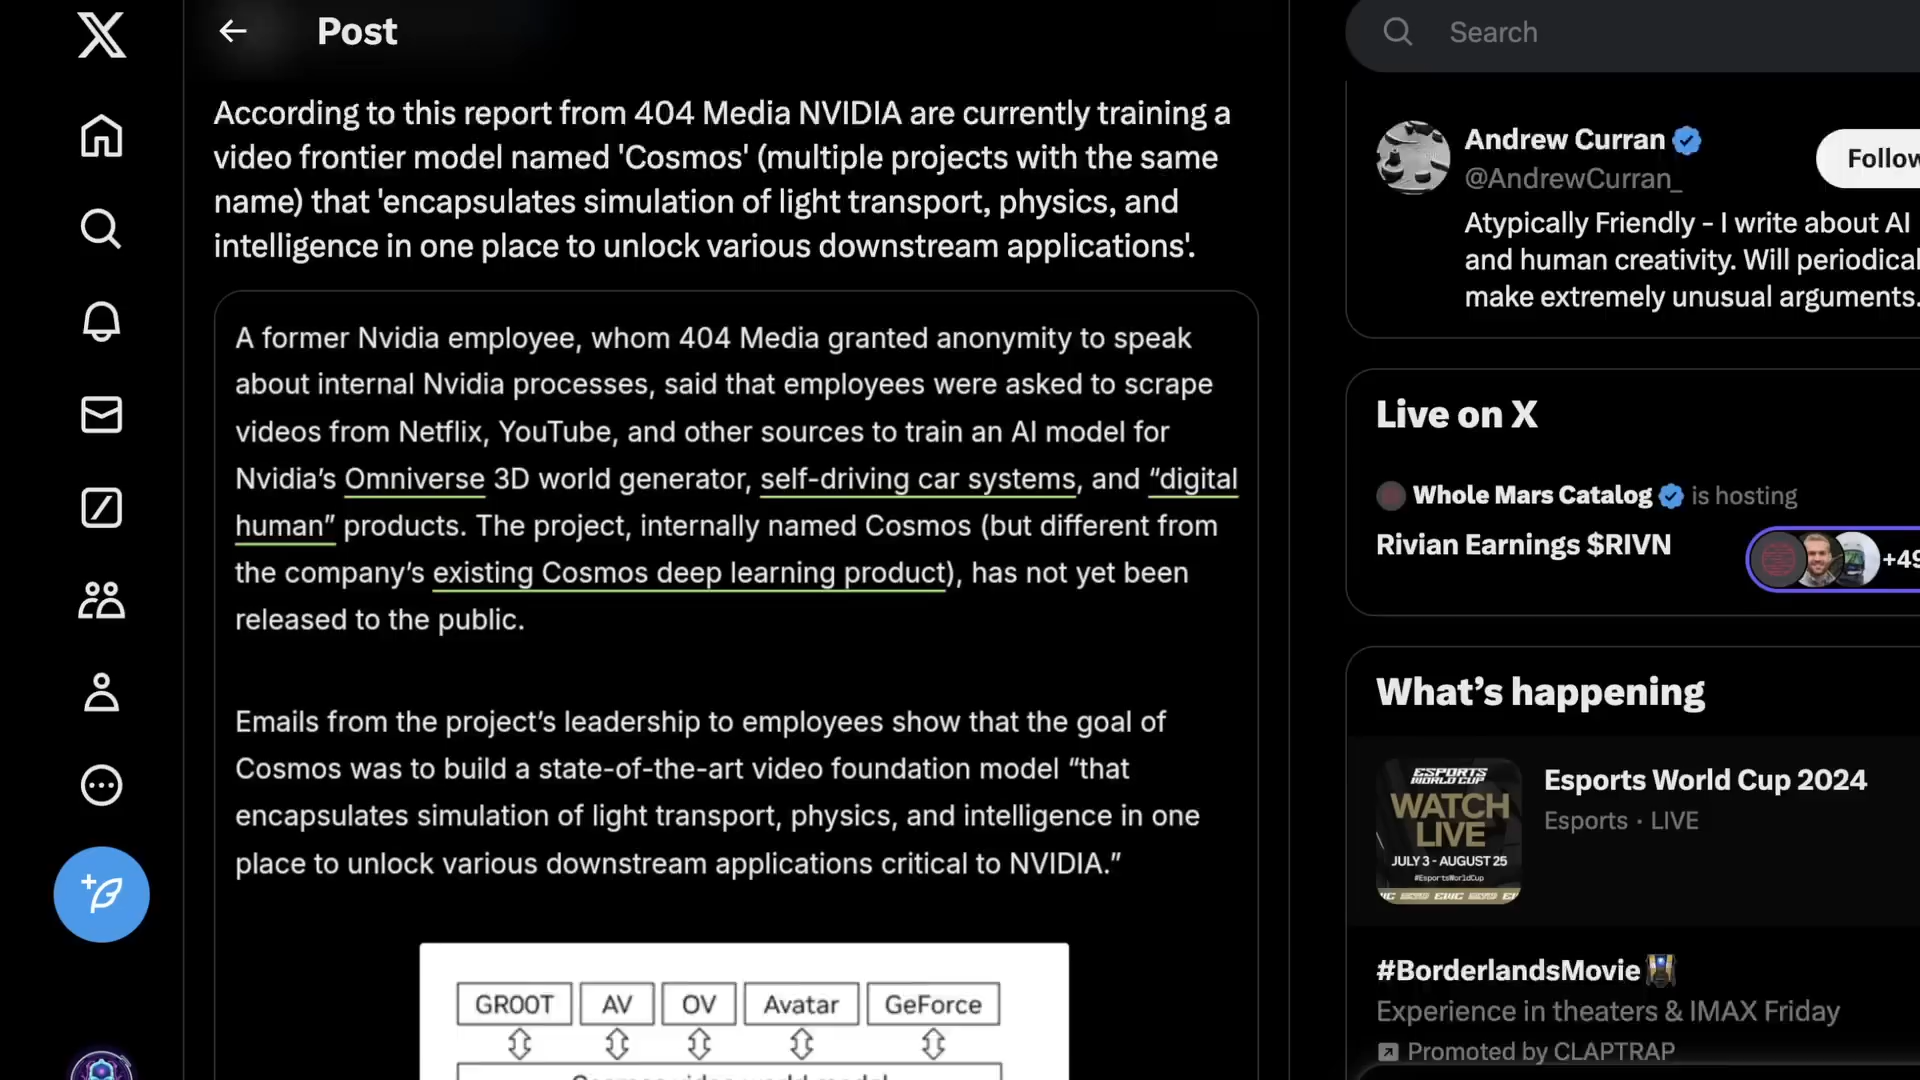 Post
According to this report from 404 Media NVIDIA are currently training a
video frontier model named 'Cosmos' (multiple projects with the same
name) that 'encapsulates simulation of light transport, physics, and
intelligence in one place to unlock various downstream applications'.
A former Nvidia employee, whom 404 Media granted anonymity to speak
about internal Nvidia processes, said that employees were asked to scrape
videos from Netflix, YouTube, and other sources to train an AI model for
Nvidia’s Omniverse 3D world generator, self-driving car systems, and “digital
human” products. The project, internally named Cosmos (but different from
the company’s existing Cosmos deep learning product), has not yet been
released to the public.
Emails from the project’s leadership to employees show that the goal of
Cosmos was to build a state-of-the-art video foundation model “that
encapsulates simulation of light transport, physics, and intelligence in one
place to unlock various downstream applications critical to NVIDIA.”
GR00T AV OV Avatar GeForce
Cosmos video world model
Search
Andrew Curran
@AndrewCurran_
Follow
Atypically Friendly - I write about AI
and human creativity. Will periodical
make extremely unusual arguments.
Live on X
Whole Mars Catalog is hosting
Rivian Earnings $RIVN
+49
What’s happening
ESPORTS
WORLD CUP
WATCH
LIVE
JULY 3 - AUGUST 25
#EsportsWorldCup
EWC
Esports World Cup 2024
Esports · LIVE
#BorderlandsMovie
Experience in theaters & IMAX Friday
Promoted by CLAPTRAP